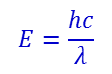 E = hc/λ